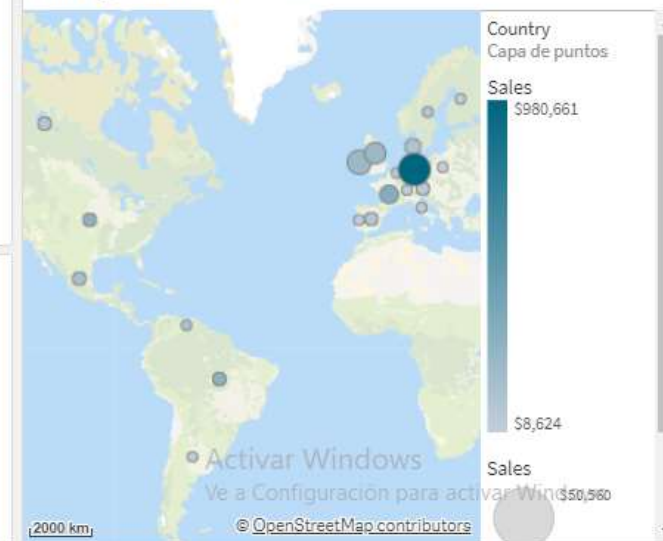 Country
Capa de puntos
Sales
$980,661
$8,624
Activar Windows
Ve a Configuración para activar Windows.
Sales
$50,560
2000 km
© OpenStreetMap contributors